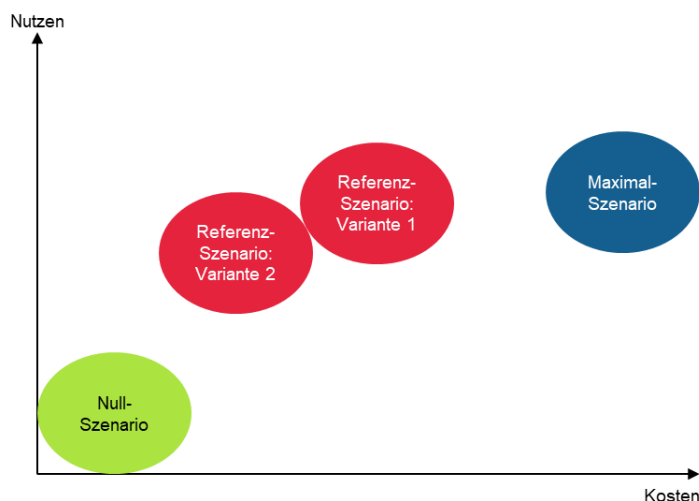 Nutzen
Referenz-
Szenario:
Variante 1
Maximal-
Szenario
Referenz-
Szenario:
Variante 2
Null-
Szenario
Kosten